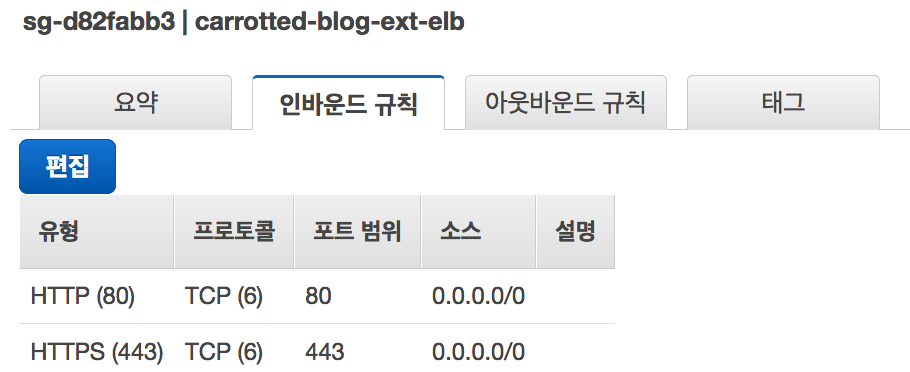 sg-d82fabb3 | carrotted-blog-ext-elb
요약 인바운드 규칙 아웃바운드 규칙 태그
편집
유형 프로토콜 포트 범위 소스 설명
HTTP (80) TCP (6) 80 0.0.0.0/0
HTTPS (443) TCP (6) 443 0.0.0.0/0